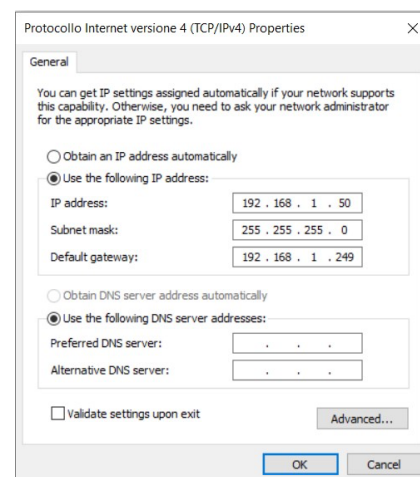 Protocollo Internet versione 4 (TCP/IPv4) Properties
General
You can get IP settings assigned automatically if your network supports
this capability. Otherwise, you need to ask your network administrator
for the appropriate IP settings.
Obtain an IP address automatically
Use the following IP address:
IP address: 192 . 168 . 1 . 50
Subnet mask: 255 . 255 . 255 . 0
Default gateway: 192 . 168 . 1 . 249
Obtain DNS server address automatically
Use the following DNS server addresses:
Preferred DNS server: . . .
Alternative DNS server: . . .
Validate settings upon exit
Advanced...
OK Cancel